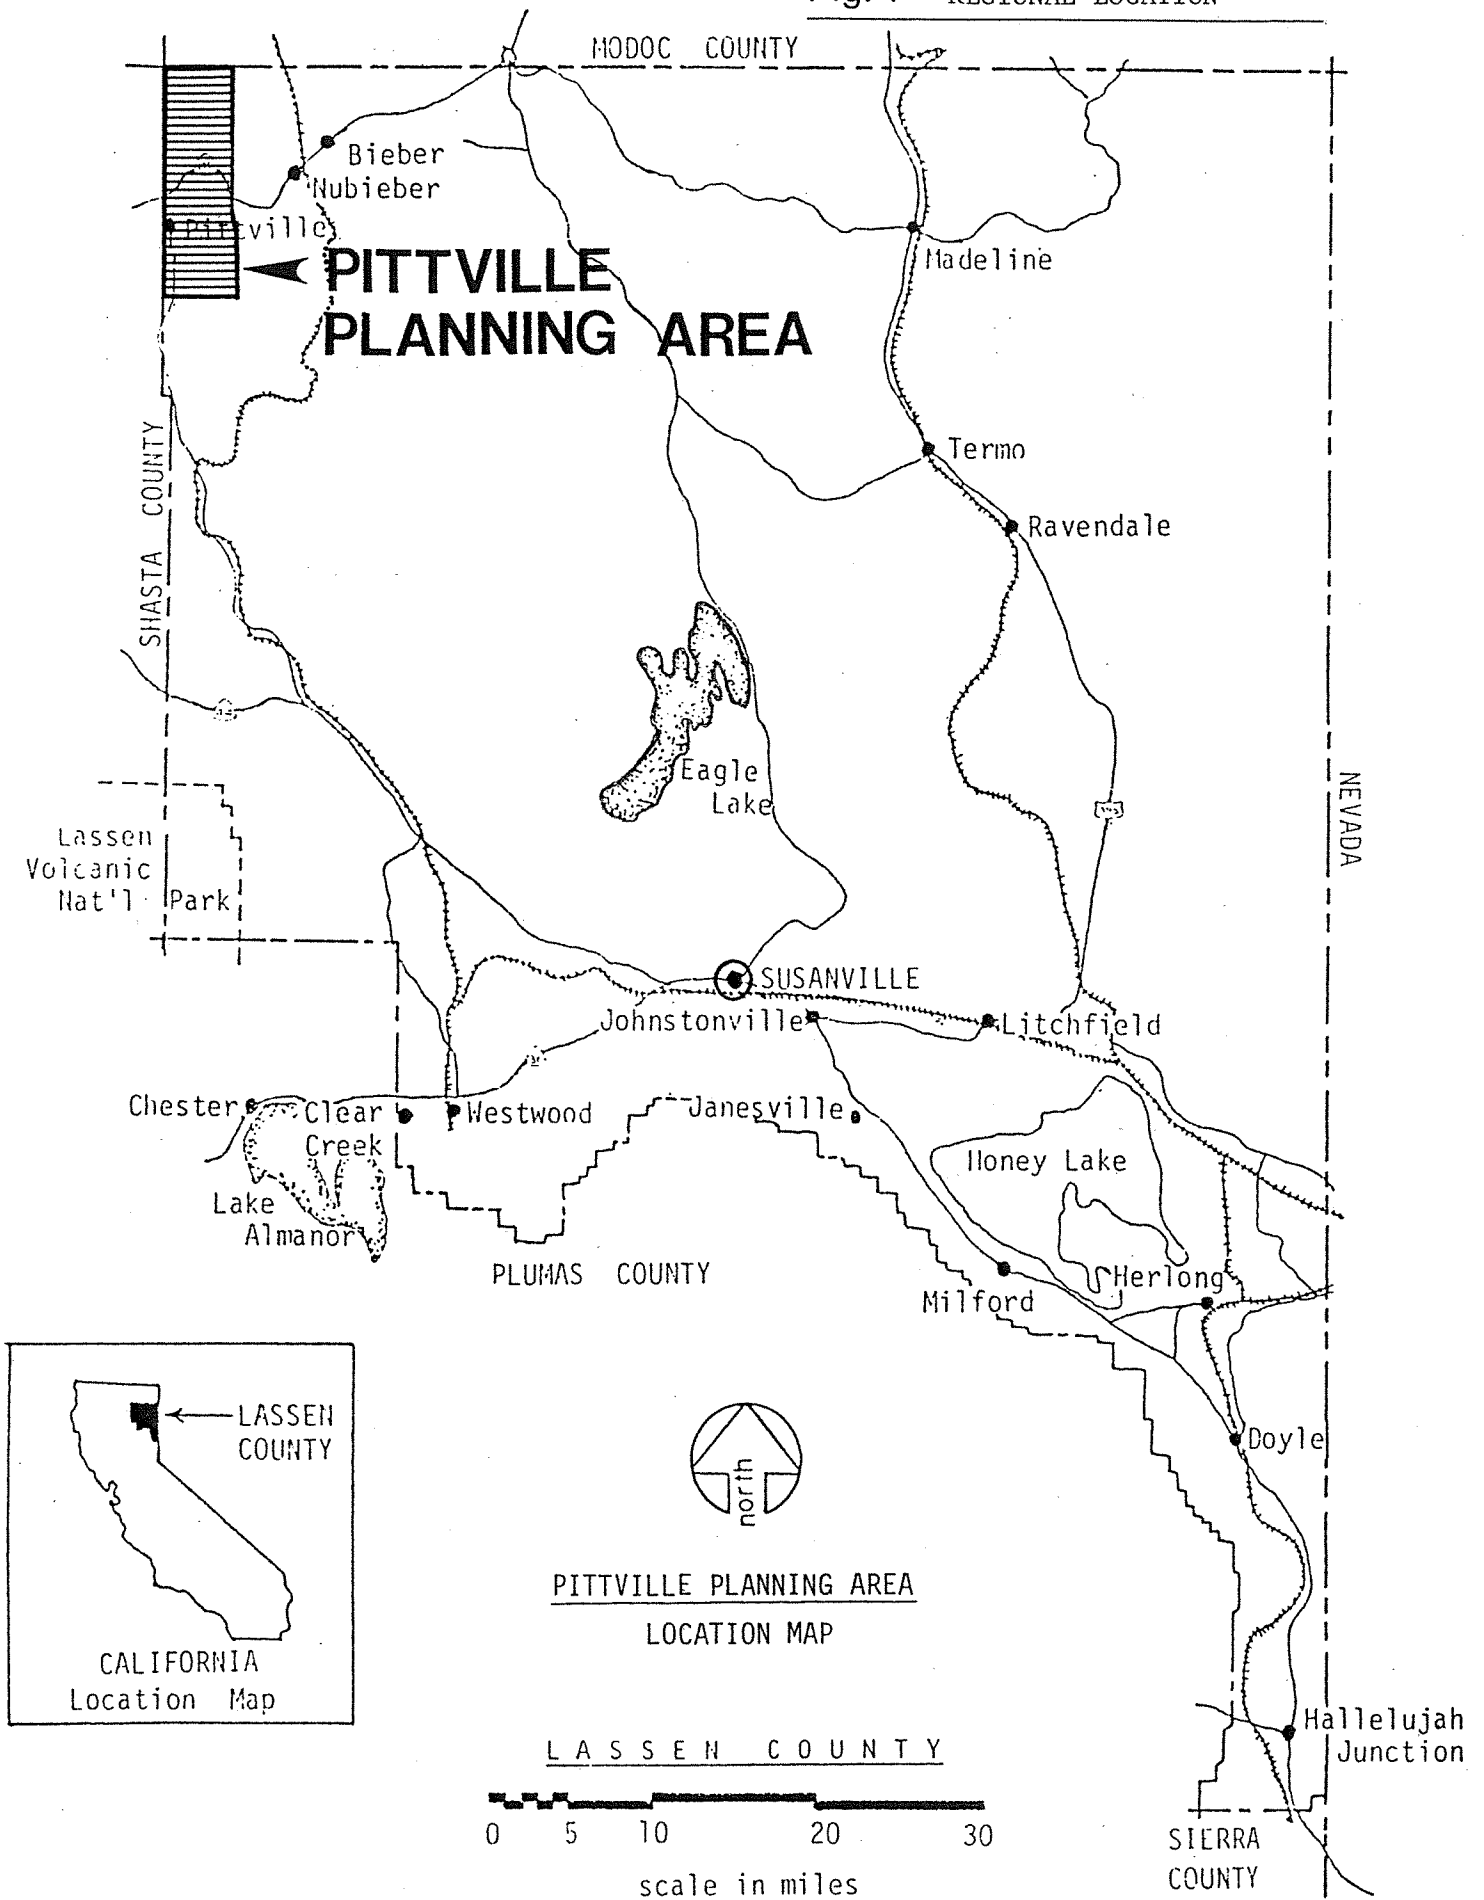 REGIONAL LOCATION
MODOC COUNTY
Bieber
Nubieber
Pittville
PITTVILLE
PLANNING AREA
Madeline
SHASTA COUNTY
Termo
Ravendale
Eagle
Lake
NEVADA
Lassen
Volcanic
Nat'l Park
SUSANVILLE
Johnstonville
Litchfield
Chester
Clear
Creek
Westwood
Janesville
Honey Lake
Lake
Almanor
PLUMAS COUNTY
Milford
Herlong
LASSEN
COUNTY
CALIFORNIA
Location Map
north
Doyle
PITTVILLE PLANNING AREA
LOCATION MAP
Hallelujah
Junction
LASSEN COUNTY
0 5 10 20 30
scale in miles
SIERRA
COUNTY